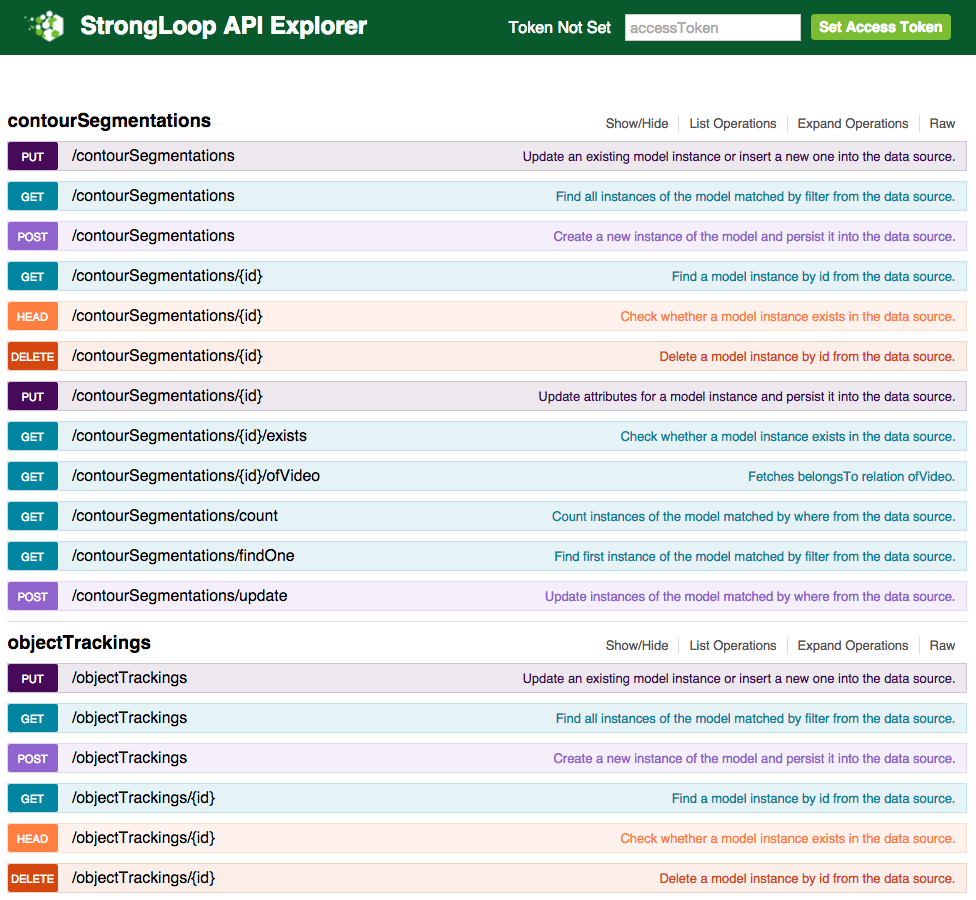 StrongLoop API Explorer Token Not Set accessToken Set Access Token
contourSegmentations Show/Hide List Operations Expand Operations Raw
PUT /contourSegmentations Update an existing model instance or insert a new one into the data source.
GET /contourSegmentations Find all instances of the model matched by filter from the data source.
POST /contourSegmentations Create a new instance of the model and persist it into the data source.
GET /contourSegmentations/{id} Find a model instance by id from the data source.
HEAD /contourSegmentations/{id} Check whether a model instance exists in the data source.
DELETE /contourSegmentations/{id} Delete a model instance by id from the data source.
PUT /contourSegmentations/{id} Update attributes for a model instance and persist it into the data source.
GET /contourSegmentations/{id}/exists Check whether a model instance exists in the data source.
GET /contourSegmentations/{id}/ofVideo Fetches belongsTo relation ofVideo.
GET /contourSegmentations/count Count instances of the model matched by where from the data source.
GET /contourSegmentations/findOne Find first instance of the model matched by filter from the data source.
POST /contourSegmentations/update Update instances of the model matched by where from the data source.
objectTrackings Show/Hide List Operations Expand Operations Raw
PUT /objectTrackings Update an existing model instance or insert a new one into the data source.
GET /objectTrackings Find all instances of the model matched by filter from the data source.
POST /objectTrackings Create a new instance of the model and persist it into the data source.
GET /objectTrackings/{id} Find a model instance by id from the data source.
HEAD /objectTrackings/{id} Check whether a model instance exists in the data source.
DELETE /objectTrackings/{id} Delete a model instance by id from the data source.